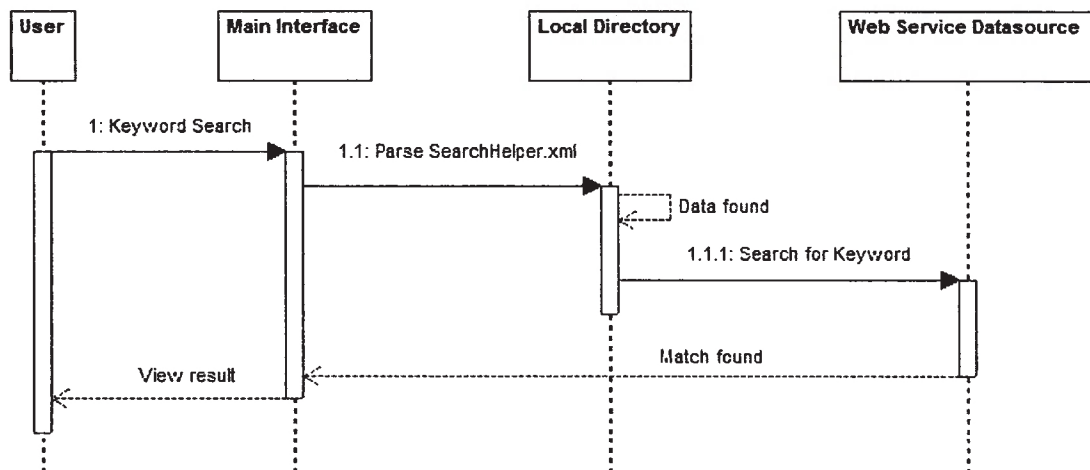 User
Main Interface
Local Directory
Web Service Datasource
1: Keyword Search
1.1: Parse SearchHelper.xml
Data found
1.1.1: Search for Keyword
Match found
View result